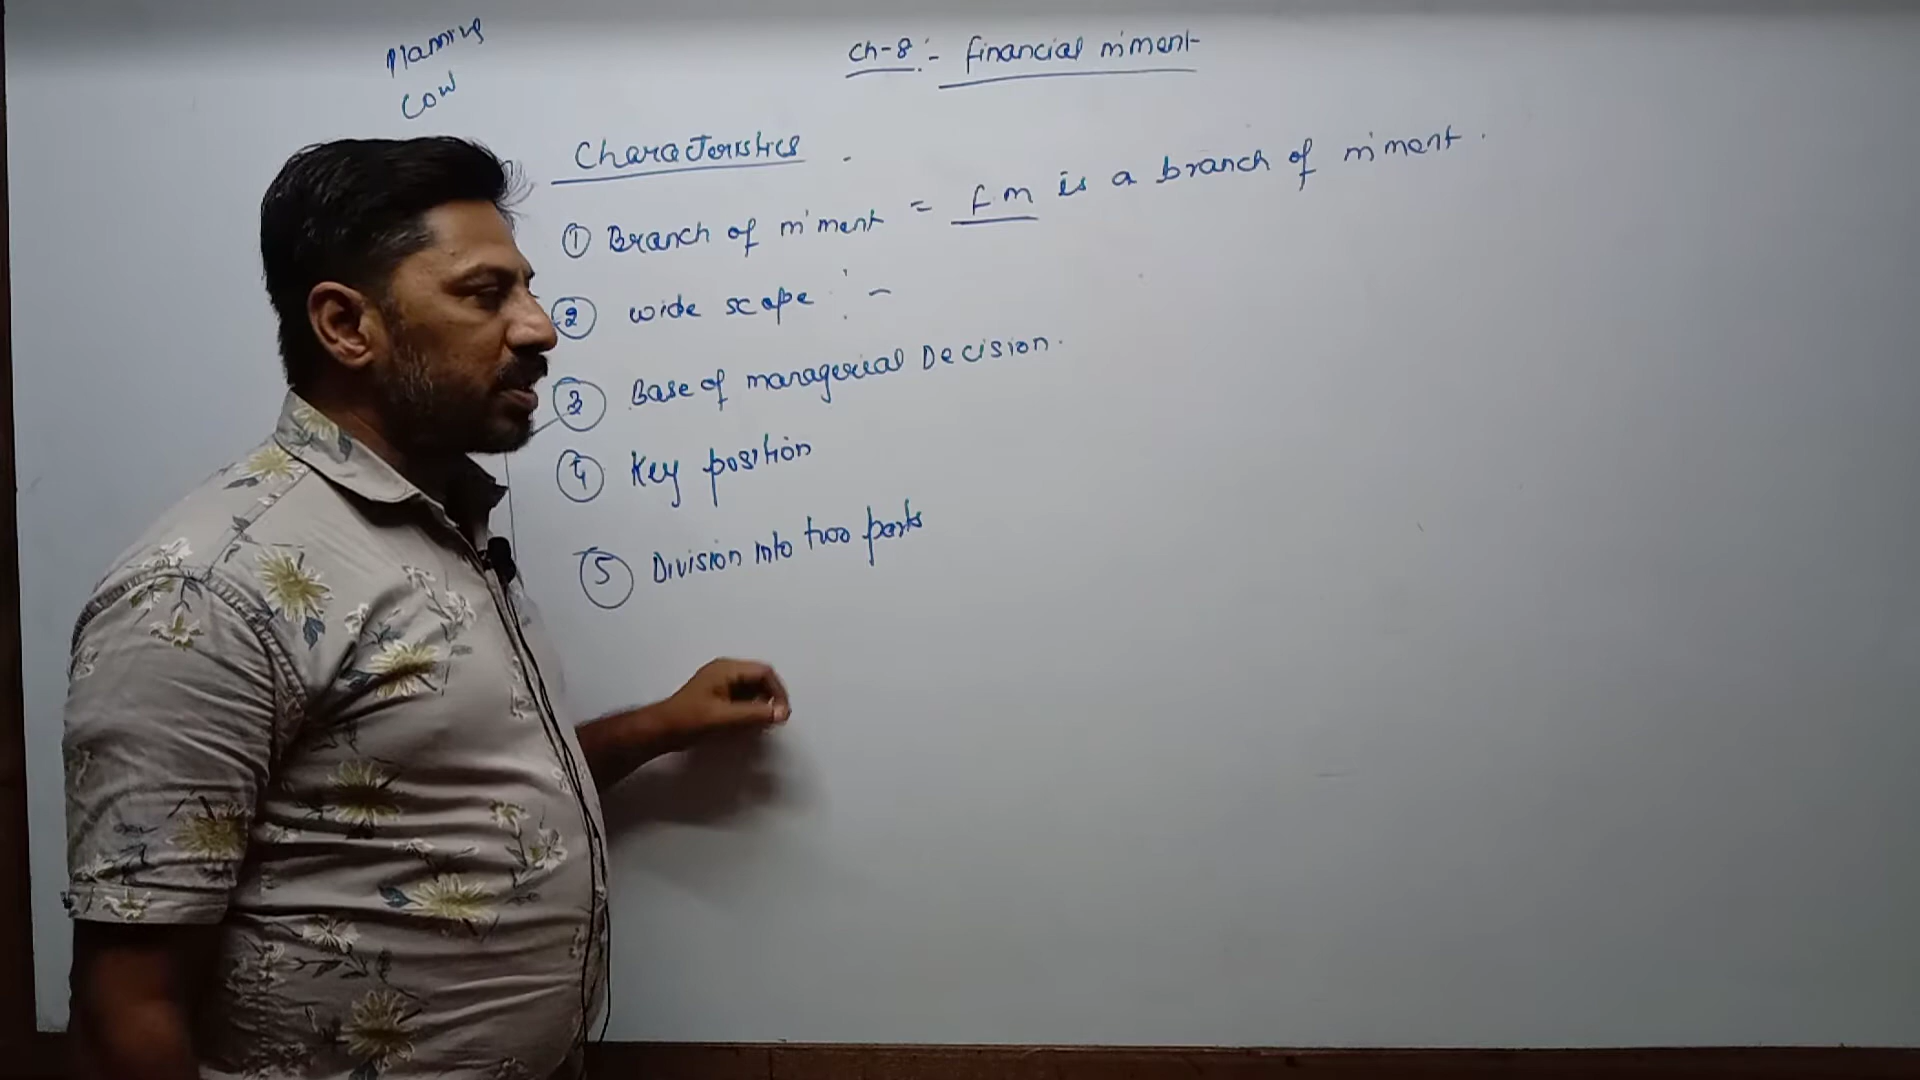 Planning
Ch-8 :- financial m'ment
Characteristics
① Branch of m'ment = f.m is a branch of m'ment.
② wide scope :-
③ Base of managerial Decision.
④ Key position
⑤ Division into two parts